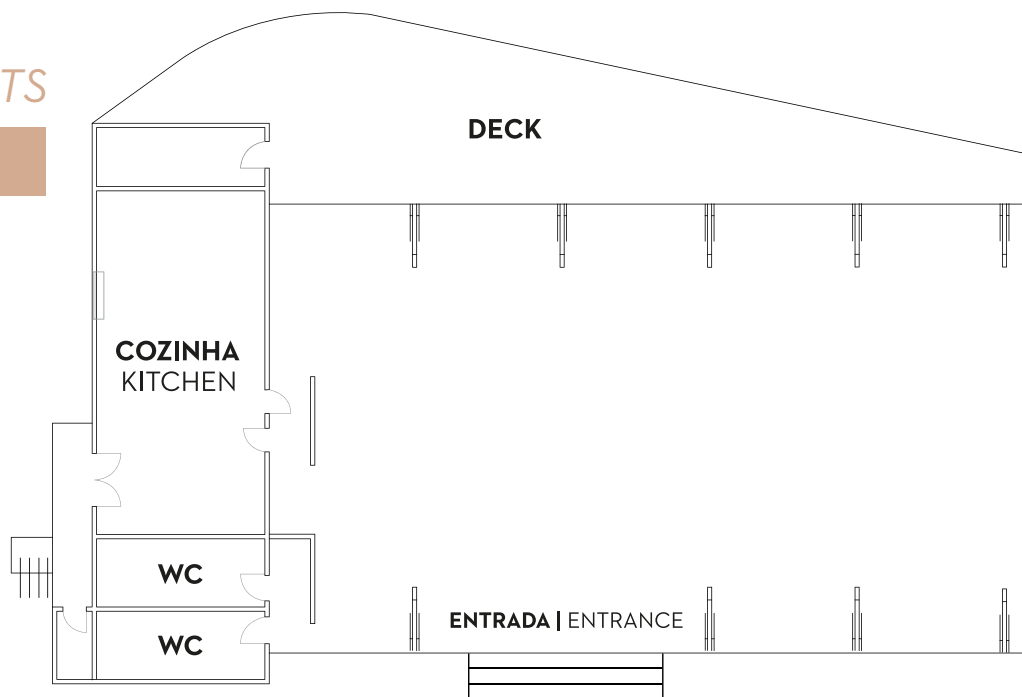 TS
DECK
COZINHA
KITCHEN
WC
WC
ENTRADA | ENTRANCE